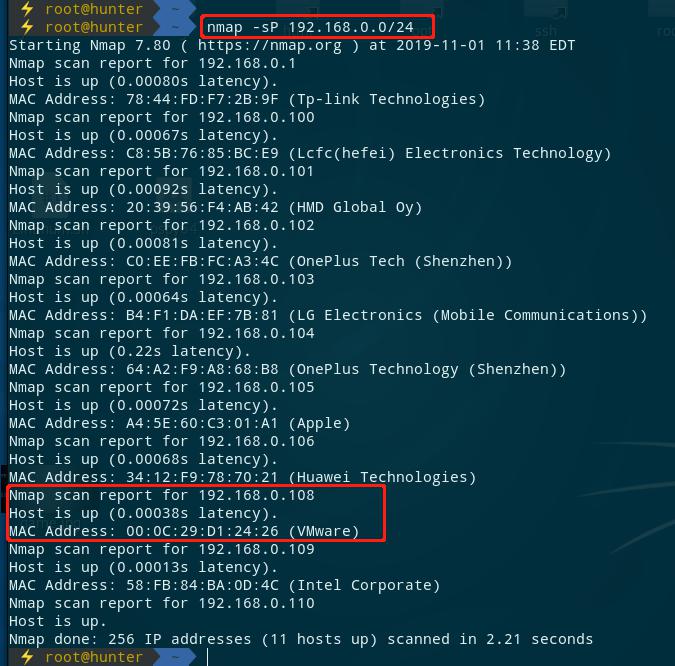 ⚡ root@hunter ~
⚡ root@hunter ~ nmap -sP 192.168.0.0/24
Starting Nmap 7.80 ( https://nmap.org ) at 2019-11-01 11:38 EDT
Nmap scan report for 192.168.0.1
Host is up (0.00080s latency).
MAC Address: 78:44:FD:F7:2B:9F (Tp-link Technologies)
Nmap scan report for 192.168.0.100
Host is up (0.00067s latency).
MAC Address: C8:5B:76:85:BC:E9 (Lcfc(hefei) Electronics Technology)
Nmap scan report for 192.168.0.101
Host is up (0.00092s latency).
MAC Address: 20:39:56:F4:AB:42 (HMD Global Oy)
Nmap scan report for 192.168.0.102
Host is up (0.00081s latency).
MAC Address: C0:EE:FB:FC:A3:4C (OnePlus Tech (Shenzhen))
Nmap scan report for 192.168.0.103
Host is up (0.00064s latency).
MAC Address: B4:F1:DA:EF:7B:81 (LG Electronics (Mobile Communications))
Nmap scan report for 192.168.0.104
Host is up (0.22s latency).
MAC Address: 64:A2:F9:A8:68:B8 (OnePlus Technology (Shenzhen))
Nmap scan report for 192.168.0.105
Host is up (0.00072s latency).
MAC Address: A4:5E:60:C3:01:A1 (Apple)
Nmap scan report for 192.168.0.106
Host is up (0.00068s latency).
MAC Address: 34:12:F9:78:70:21 (Huawei Technologies)
Nmap scan report for 192.168.0.108
Host is up (0.00038s latency).
MAC Address: 00:0C:29:D1:24:26 (VMware)
Nmap scan report for 192.168.0.109
Host is up (0.00013s latency).
MAC Address: 58:FB:84:BA:0D:4C (Intel Corporate)
Nmap scan report for 192.168.0.110
Host is up.
Nmap done: 256 IP addresses (11 hosts up) scanned in 2.21 seconds
⚡ root@hunter ~
ssh